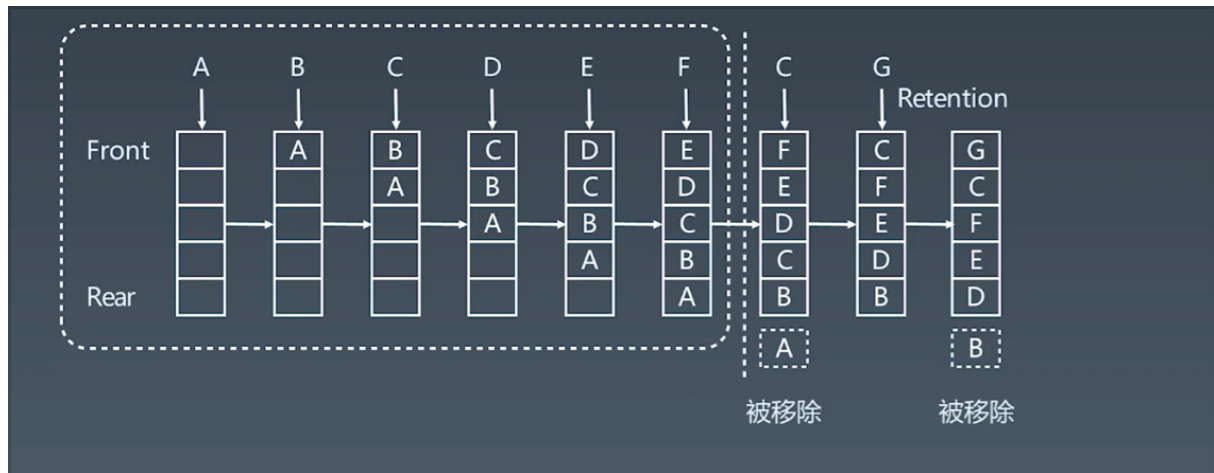 A B C D E F C G
Retention
Front A B C D E F C G
A B C D E F C
A B C D E F
A B C D E
Rear A B B D
A B
被移除 被移除